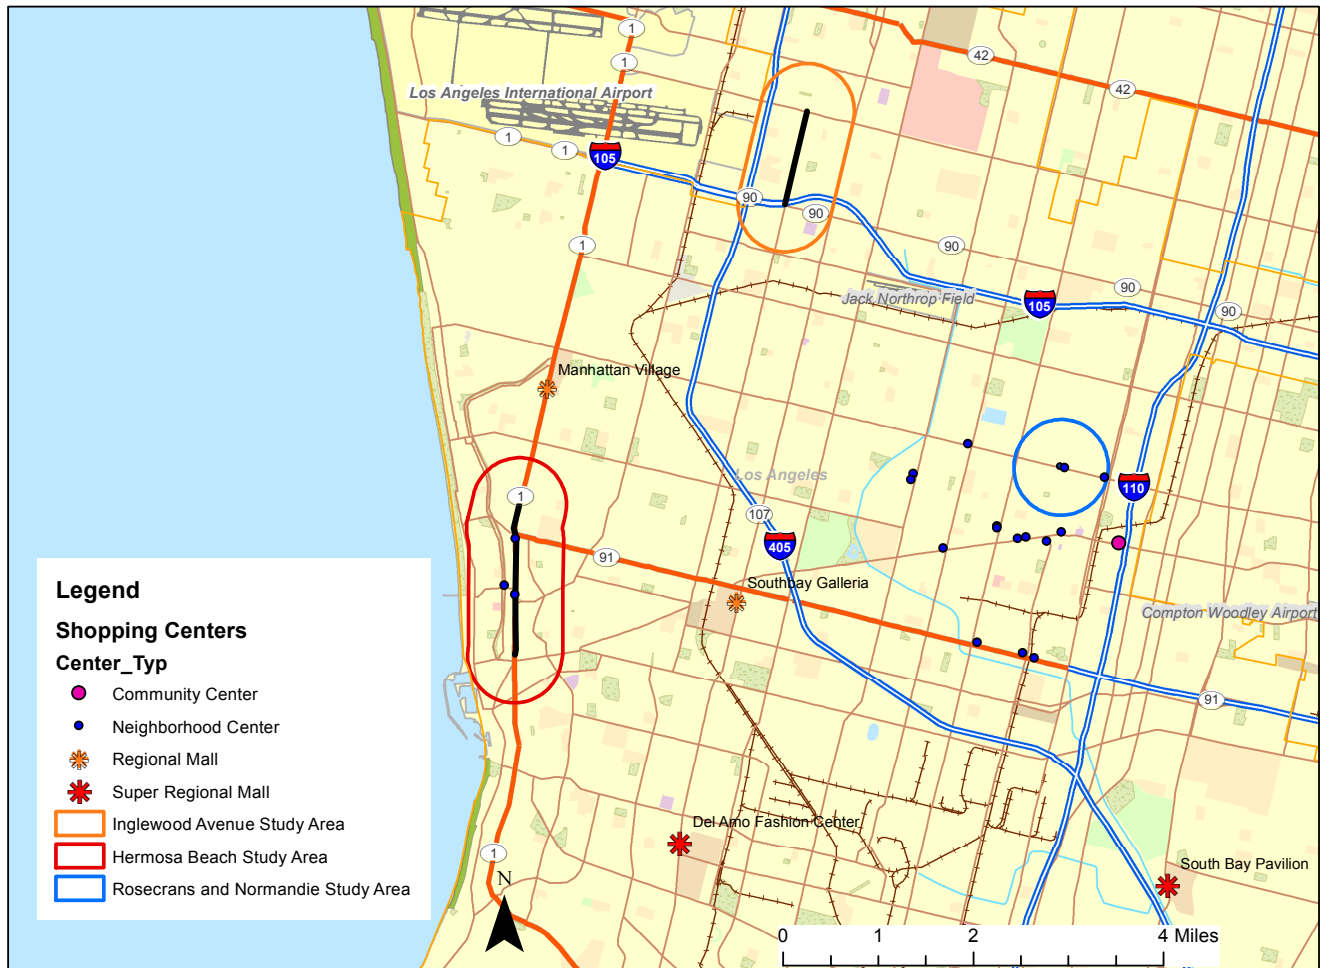 1
42
1
42
Los Angeles International Airport
1
1
105
90
90
1
90
90
Jack Northrop Field
105
90
Manhattan Village
Los Angeles
110
1
107
405
91
Southbay Galleria
Compton Woodley Airport
Legend
Shopping Centers
Center_Typ
Community Center
Neighborhood Center
Regional Mall
Super Regional Mall
Inglewood Avenue Study Area
Hermosa Beach Study Area
Rosecrans and Normandie Study Area
91
Del Amo Fashion Center
1
South Bay Pavilion
N
0 1 2 4 Miles